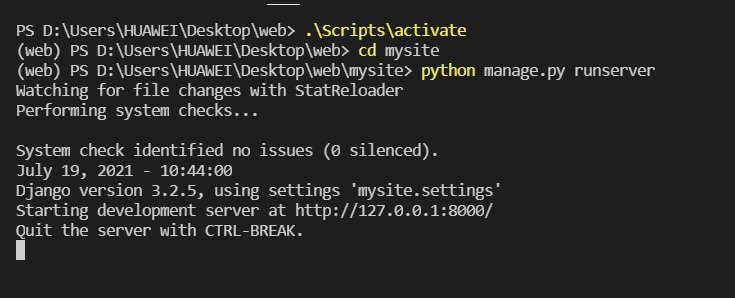 PS D:\Users\HUAWEI\Desktop\web> .\Scripts\activate
(web) PS D:\Users\HUAWEI\Desktop\web> cd mysite
(web) PS D:\Users\HUAWEI\Desktop\web\mysite> python manage.py runserver
Watching for file changes with StatReloader
Performing system checks...
System check identified no issues (0 silenced).
July 19, 2021 - 10:44:00
Django version 3.2.5, using settings 'mysite.settings'
Starting development server at http://127.0.0.1:8000/
Quit the server with CTRL-BREAK.